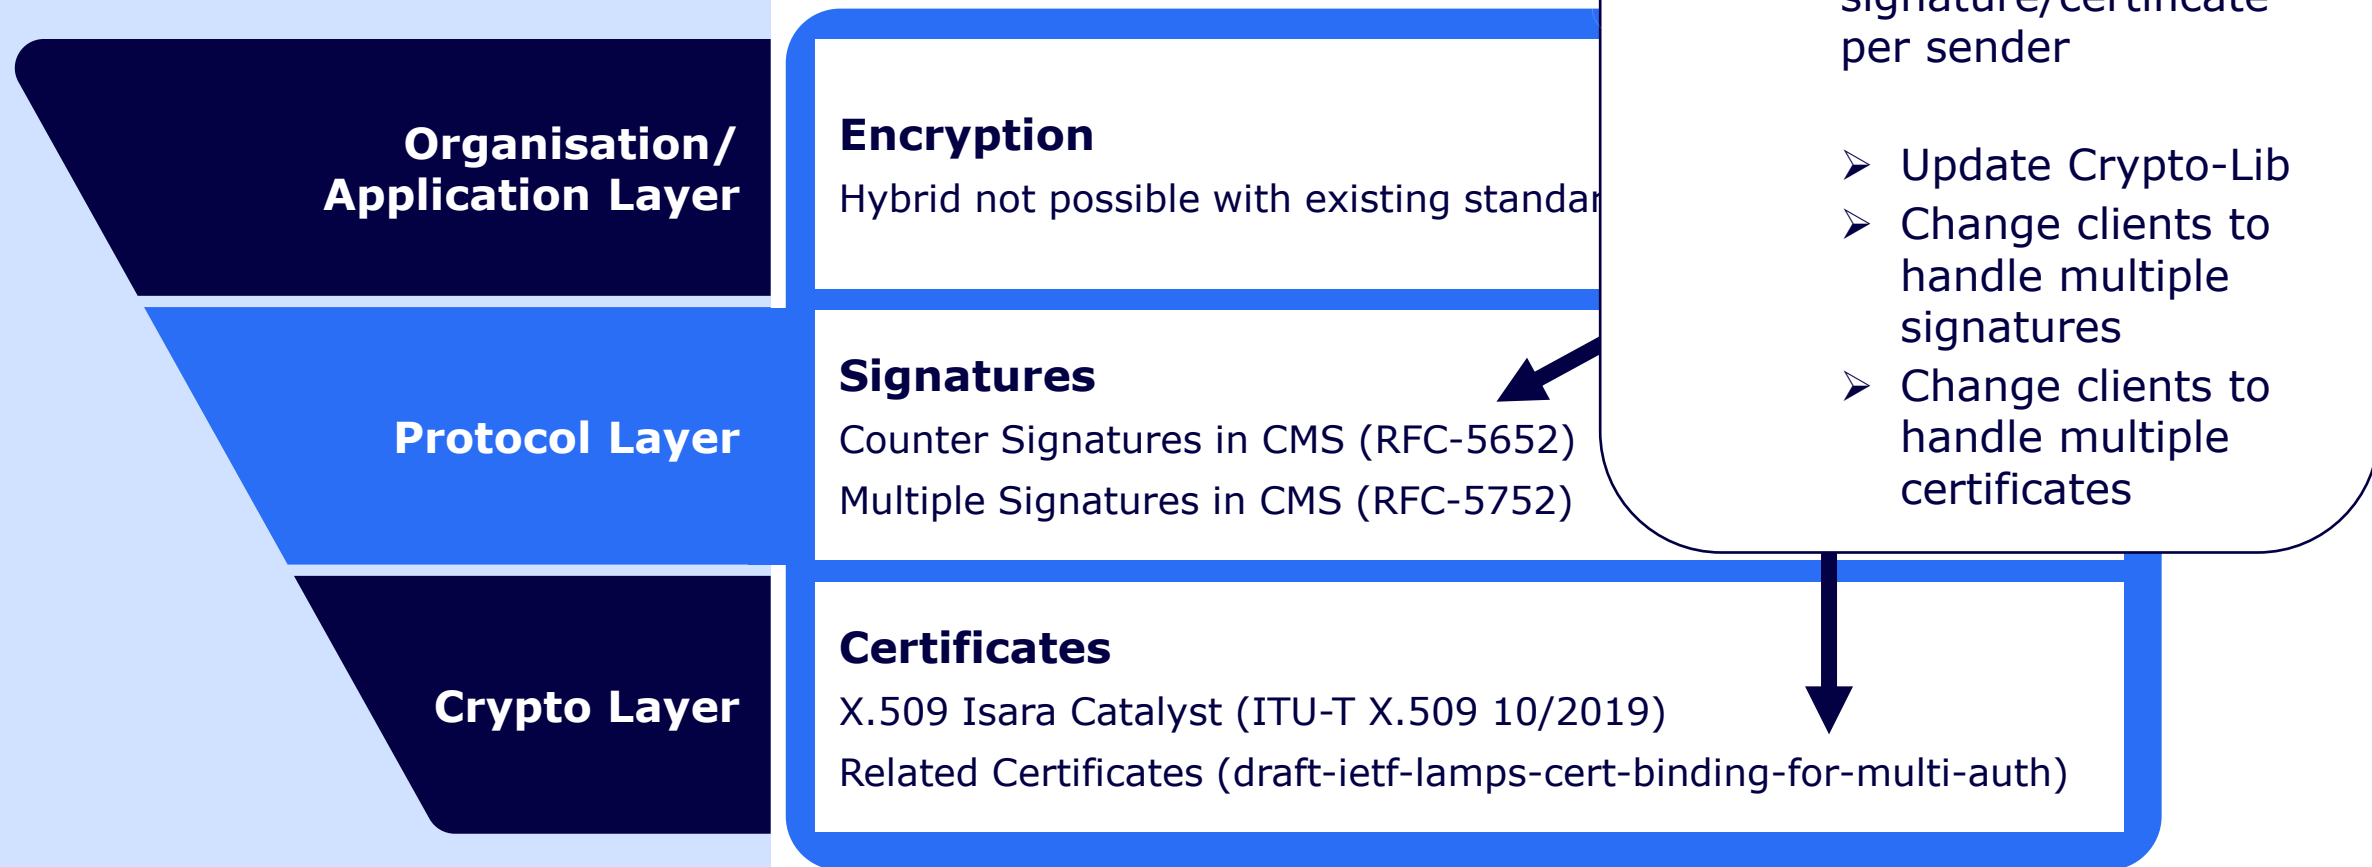 signature/certificate
per sender
Organisation/
Application Layer
Encryption
Hybrid not possible with existing
➢ Update Crypto-Lib
➢ Change clients to
handle multiple
signatures
➢ Change clients to
handle multiple
certificates
Protocol Layer
Signatures
Counter Signatures in CMS (RFC-5652)
Multiple Signatures in CMS (RFC-5752)
Crypto Layer
Certificates
X.509 Isara Catalyst (ITU-T X.509 10/2019)
Related Certificates (draft-ietf-lamps-cert-binding-for-multi-auth)